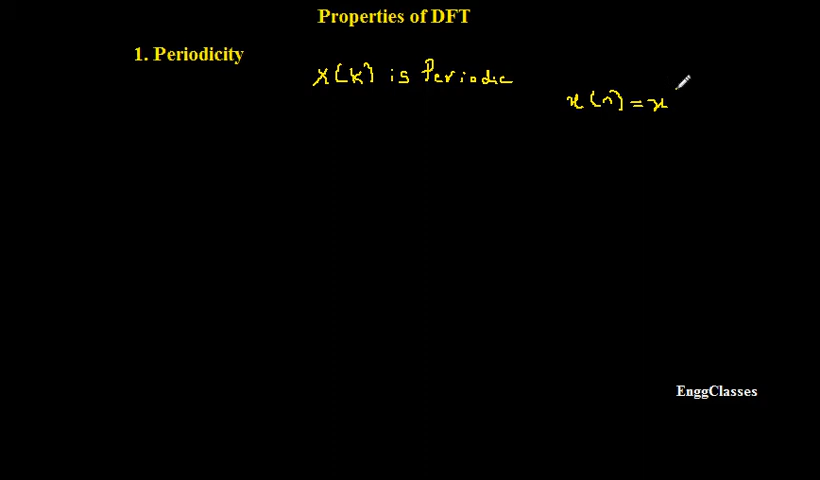 Properties of DFT
1. Periodicity
X(K) is Periodic
x(n) = x
EnggClasses